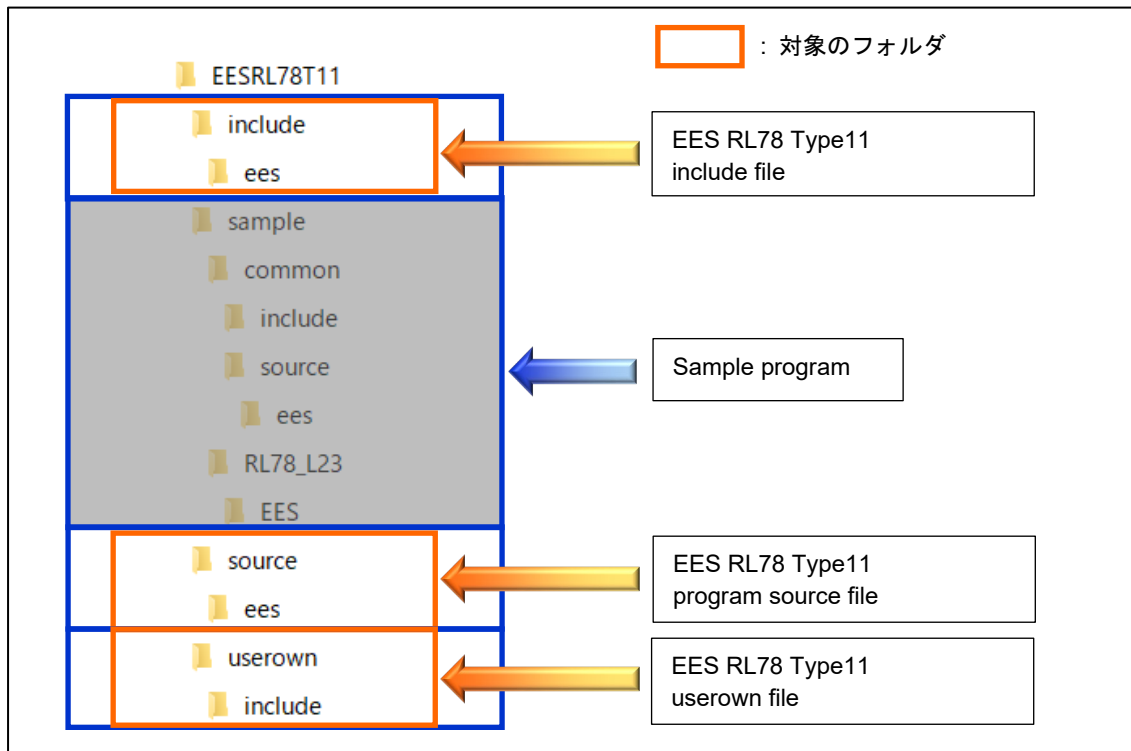 : 対象のフォルダ
EESRL78T11
include
ees
EES RL78 Type11
include file
sample
common
include
source
ees
RL78_L23
EES
Sample program
source
ees
EES RL78 Type11
program source file
userown
include
EES RL78 Type11
userown file